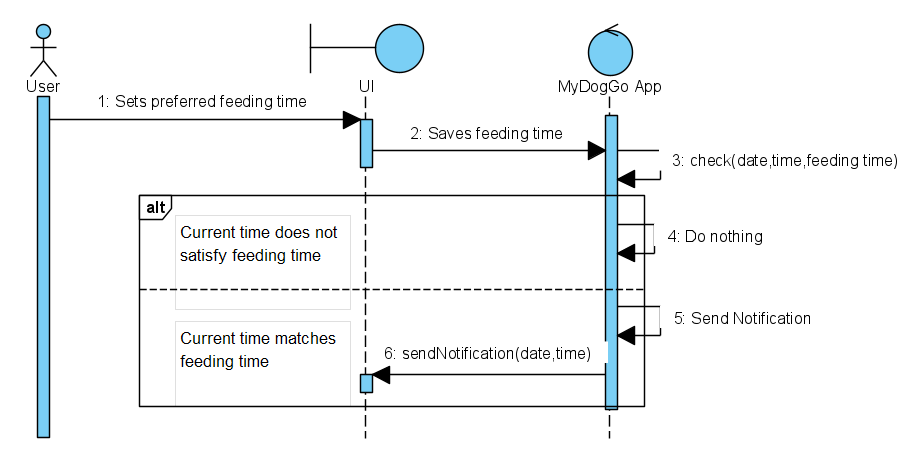 User
UI
MyDogGo App
1: Sets preferred feeding time
2: Saves feeding time
3: check(date,time,feeding time)
alt
Current time does not
satisfy feeding time
4: Do nothing
5: Send Notification
Current time matches
feeding time
6: sendNotification(date,time)